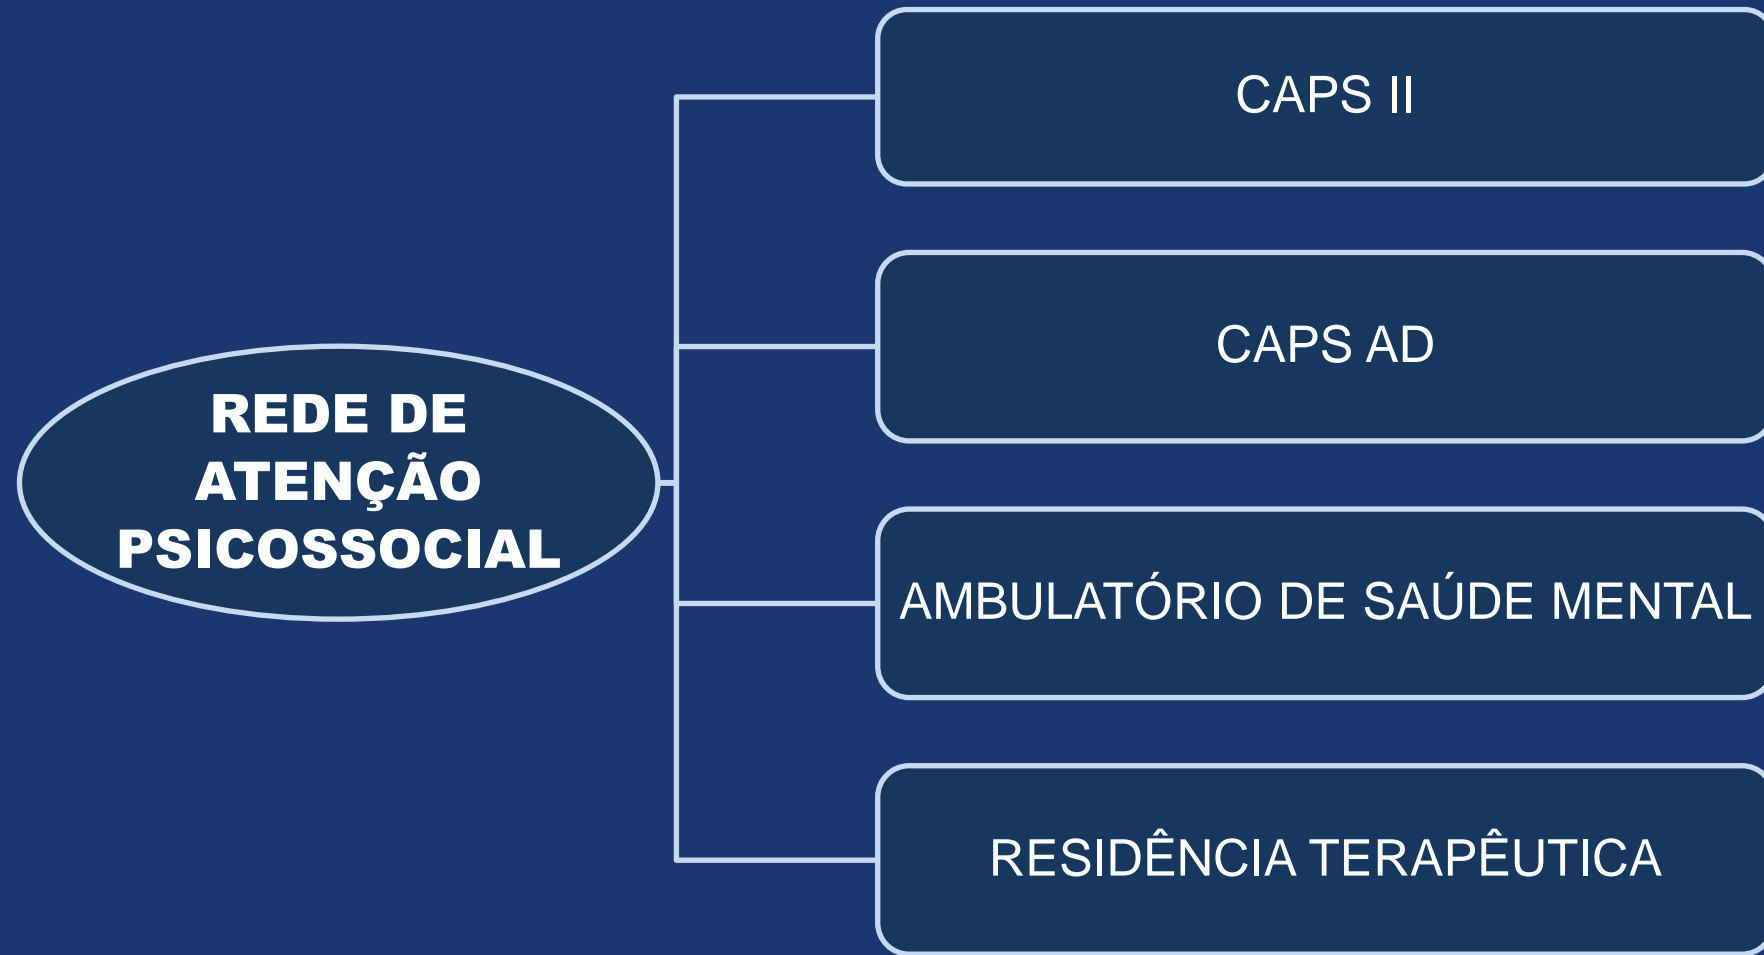 REDE DE
ATENÇÃO
PSICOSSOCIAL
CAPS II
CAPS AD
AMBULATÓRIO DE SAÚDE MENTAL
RESIDÊNCIA TERAPÊUTICA